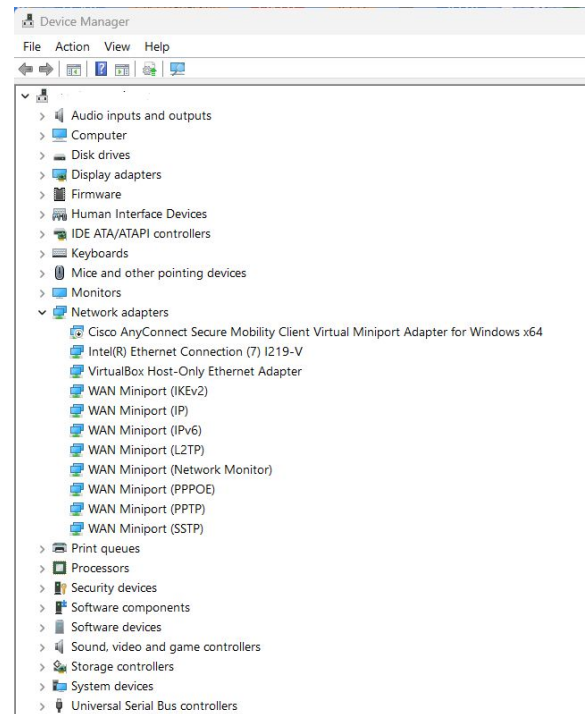 Device Manager
File Action View Help
Audio inputs and outputs
Computer
Disk drives
Display adapters
Firmware
Human Interface Devices
IDE ATA/ATAPI controllers
Keyboards
Mice and other pointing devices
Monitors
Network adapters
Cisco AnyConnect Secure Mobility Client Virtual Miniport Adapter for Windows x64
Intel(R) Ethernet Connection (7) I219-V
VirtualBox Host-Only Ethernet Adapter
WAN Miniport (IKEv2)
WAN Miniport (IP)
WAN Miniport (IPv6)
WAN Miniport (L2TP)
WAN Miniport (Network Monitor)
WAN Miniport (PPPOE)
WAN Miniport (PPTP)
WAN Miniport (SSTP)
Print queues
Processors
Security devices
Software components
Software devices
Sound, video and game controllers
Storage controllers
System devices
Universal Serial Bus controllers